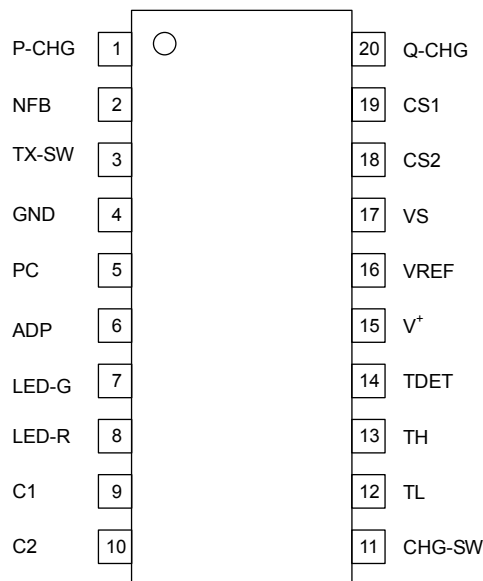 P-CHG 1 20 Q-CHG
NFB 2 19 CS1
TX-SW 3 18 CS2
GND 4 17 VS
PC 5 16 VREF
ADP 6 15 V⁺
LED-G 7 14 TDET
LED-R 8 13 TH
C1 9 12 TL
C2 10 11 CHG-SW